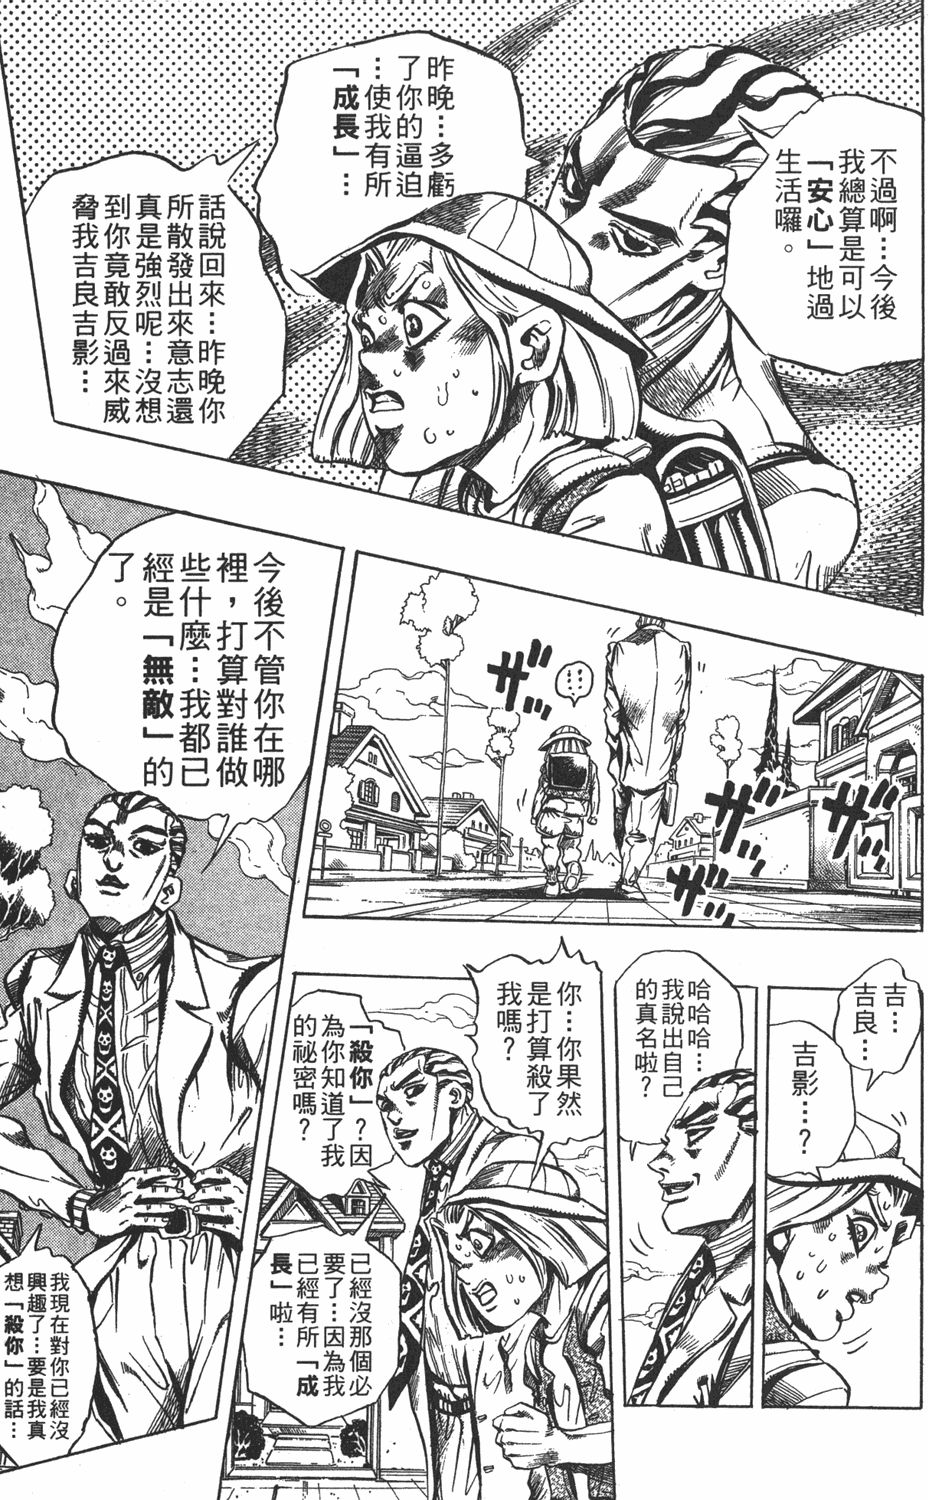 不過啊…今後
我總算是可以
「安心」地過
生活囉。
昨晚…多虧
了你的逼迫
…使我有所
「成長」…
話說回來…昨晚你
所散發出來意志還
真是強烈呢…沒想
到你竟敢反過來威
脅我吉良吉影…
ザッ
ザッ
ザッ
ザッ
……
今後不管你在哪
裡，打算對誰做
些什麼…我都已
經是「無敵」的
了。
吉…
吉良…
吉影…？
哈哈哈…
我說出自己
的真名啦？
你…你果然
是打算殺了
我嗎？
「殺你」？因
為你知道了我
的祕密嗎？
已經沒那個必
要了…因為我
已經有所「成
長」啦…
我現在對你已經沒
興趣了…要是我真
想「殺你」的話…